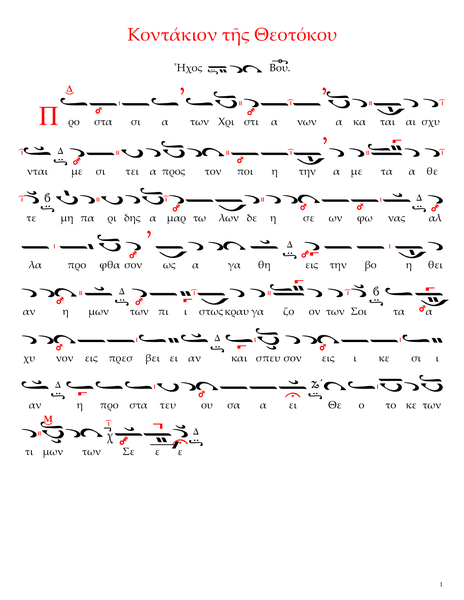 Κοντάκιον τῆς Θεοτόκου
Ἦχος Βου.
Προ στα σι α των Χρι στι α νων α κα ται αι σχυ
νται με σι τει α προς τον ποι η την α με τα α θε
τε μη πα ρι δης α μαρ τω λων δε η σε ων φω νας αλ
λα προ φθα σον ως α γα θη εις την βο η θει
αν η μων των πι ι στως κραυ γα ζο ον των Σοι τα α
χυ νον εις πρεσ βει ει αν και σπευ σον εις ι κε σι ι
αν η προ στα τευ ου σα α ει Θε ο το κε των
τι μων των Σε ε ε
1